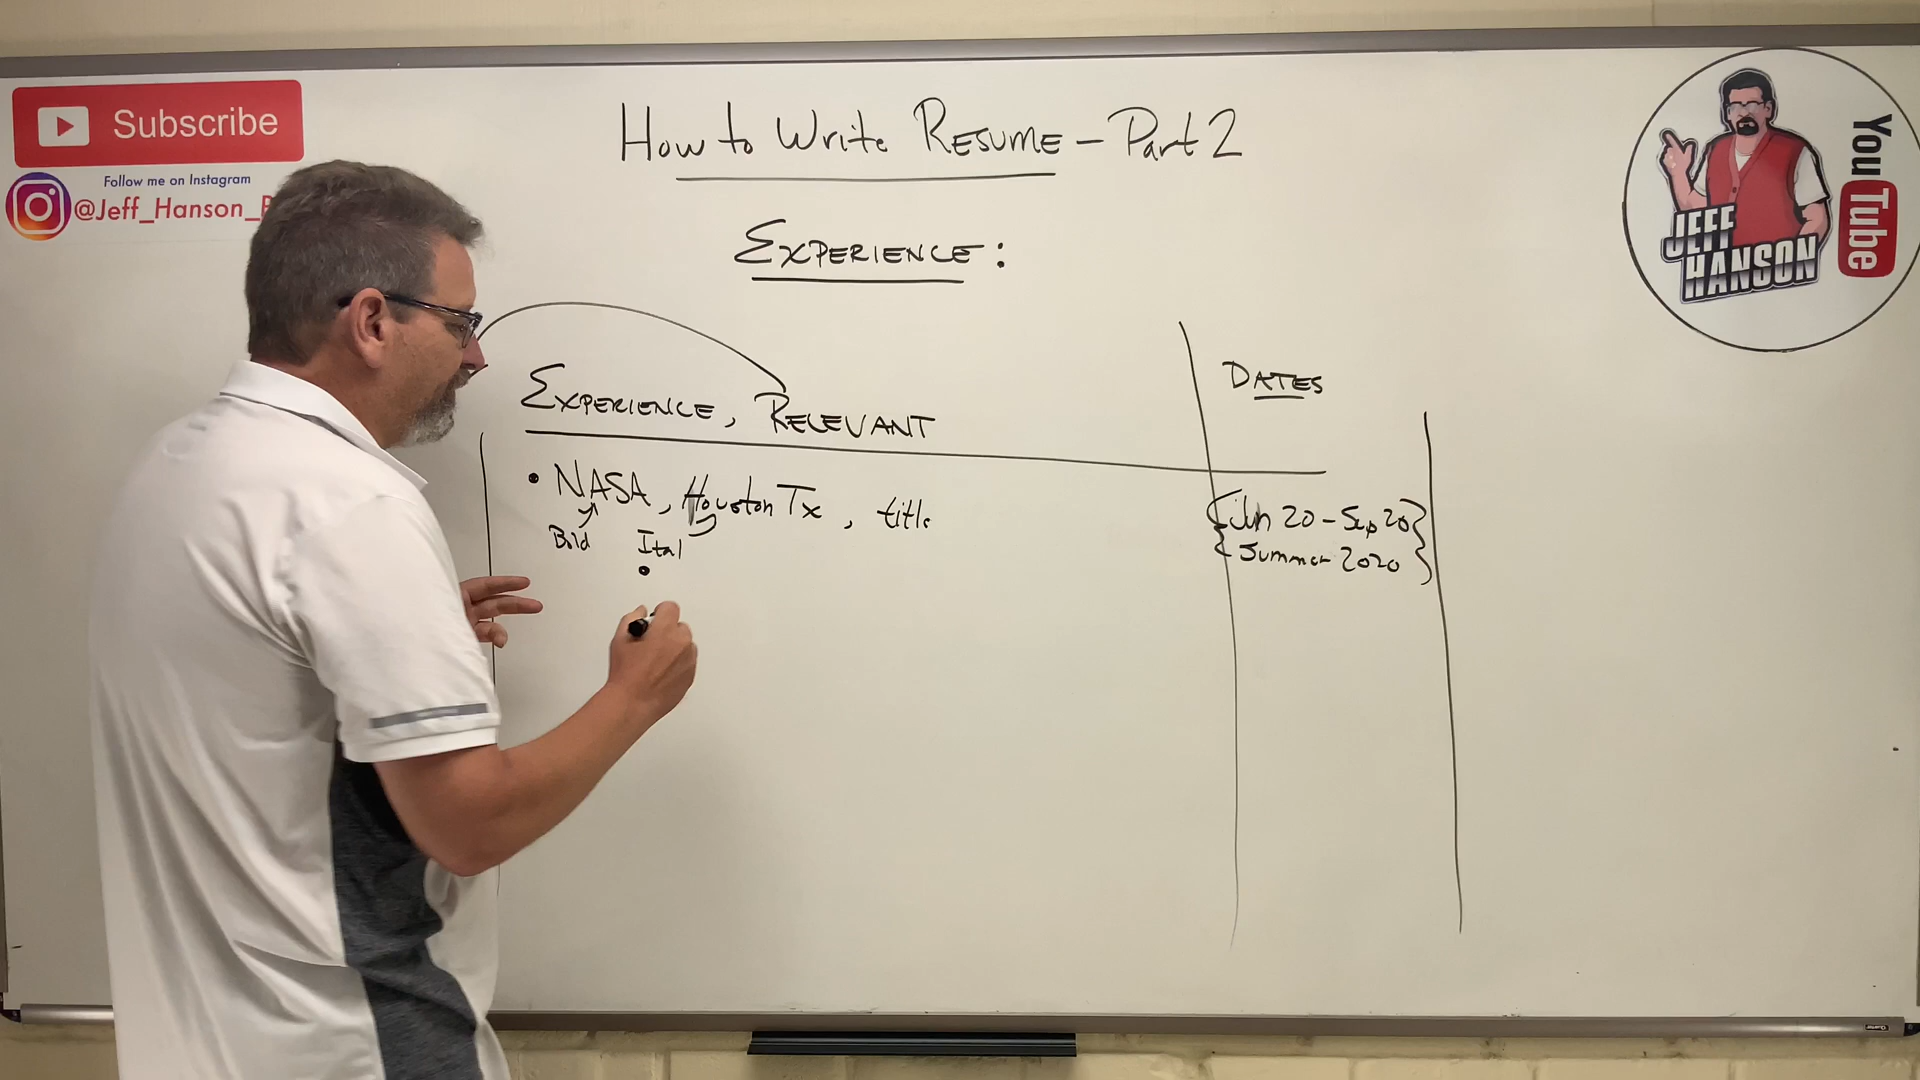 Subscribe
Follow me on Instagram
@Jeff_Hanson_
How to Write RESUME - Part 2
EXPERIENCE:
EXPERIENCE, RELEVANT
DATES
• NASA, Houston Tx, title
Bold Ital
•
{Jun 20 - Sep 20}
{Summer 2020}
JEFF
HANSON
YouTube